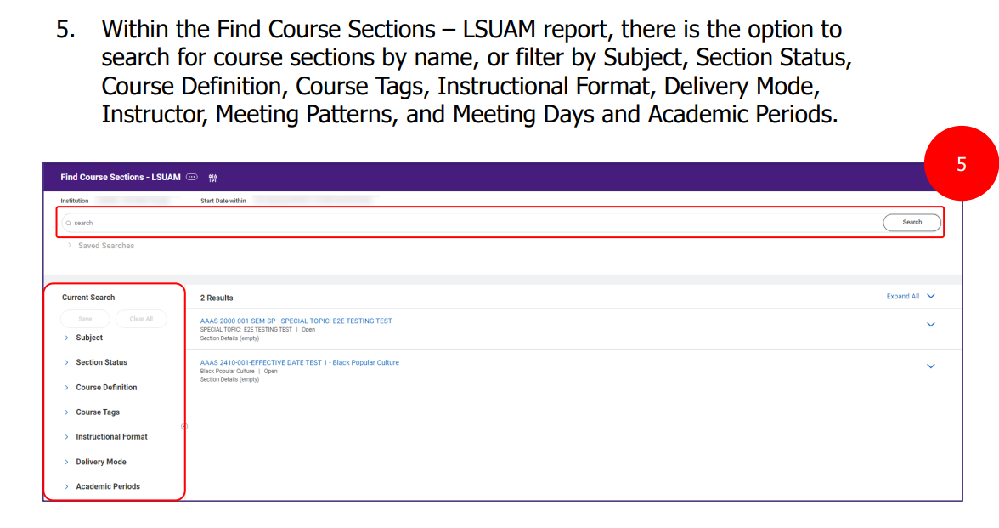 5. Within the Find Course Sections – LSUAM report, there is the option to
search for course sections by name, or filter by Subject, Section Status,
Course Definition, Course Tags, Instructional Format, Delivery Mode,
Instructor, Meeting Patterns, and Meeting Days and Academic Periods.
5
Find Course Sections - LSUAM
Institution Start Date within
search Search
Saved Searches
Current Search
Save Clear All
Subject
Section Status
Course Definition
Course Tags
Instructional Format
Delivery Mode
Academic Periods
2 Results Expand All
AAAS 2000-001-SEM-SP - SPECIAL TOPIC: E2E TESTING TEST
SPECIAL TOPIC: E2E TESTING TEST | Open
Section Details (empty)
AAAS 2410-001-EFFECTIVE DATE TEST 1 - Black Popular Culture
Black Popular Culture | Open
Section Details (empty)